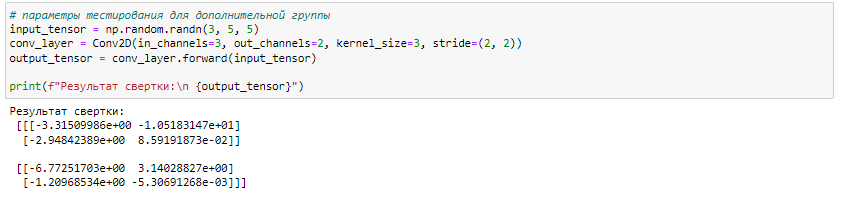 # параметры тестирования для дополнительной группы
input_tensor = np.random.randn(3, 5, 5)
conv_layer = Conv2D(in_channels=3, out_channels=2, kernel_size=3, stride=(2, 2))
output_tensor = conv_layer.forward(input_tensor)

print(f"Результат свертки:\n {output_tensor}")
Результат свертки:
 [[[-3.31509986e+00 -1.05183147e+01]
  [-2.94842389e+00  8.59191873e-02]]

 [[-6.77251703e+00  3.14028827e+00]
  [-1.20968534e+00 -5.30691268e-03]]]